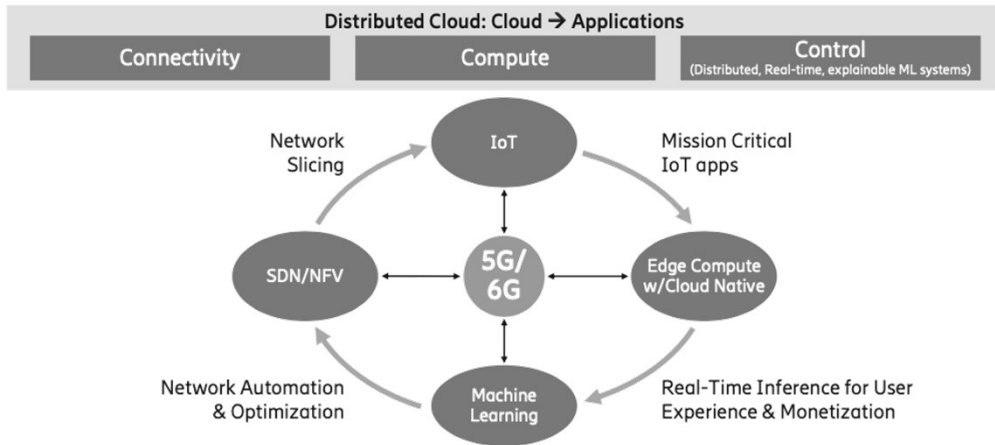 Distributed Cloud: Cloud → Applications
Connectivity
Compute
Control
(Distributed, Real-time, explainable ML systems)
Network
Slicing
IoT
Mission Critical
IoT apps
SDN/NFV
5G/
6G
Edge Compute
w/Cloud Native
Network Automation
& Optimization
Machine
Learning
Real-Time Inference for User
Experience & Monetization